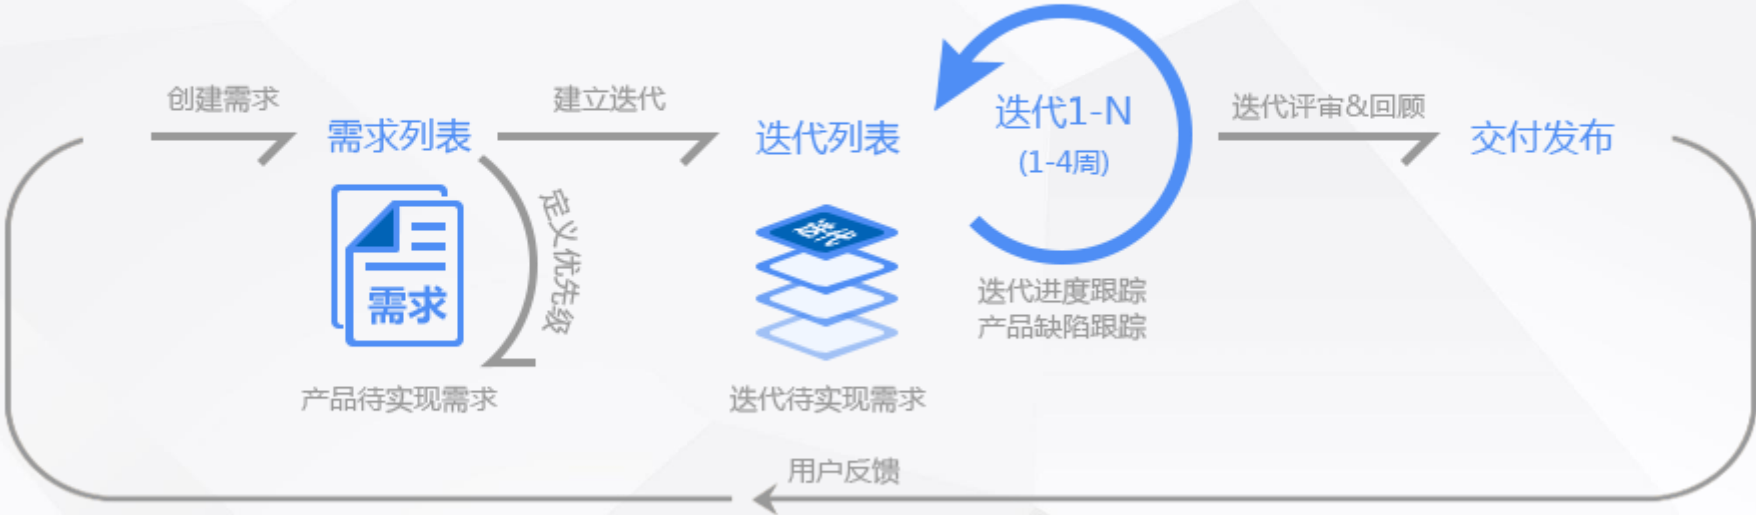 创建需求
需求列表
建立迭代
迭代列表
迭代1-N
(1-4周)
迭代评审&回顾
交付发布
定义优先级
需求
迭代
迭代进度跟踪
产品缺陷跟踪
产品待实现需求
迭代待实现需求
用户反馈